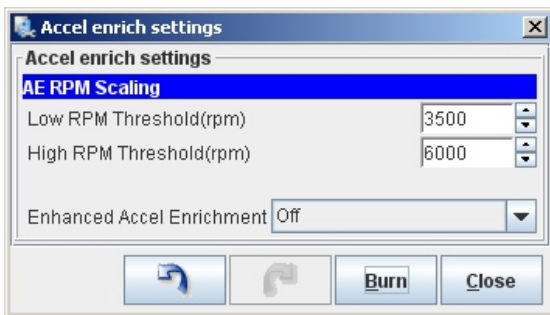 Accel enrich settings
Accel enrich settings
AE RPM Scaling
Low RPM Threshold(rpm) 3500
High RPM Threshold(rpm) 6000
Enhanced Accel Enrichment Off
Burn Close